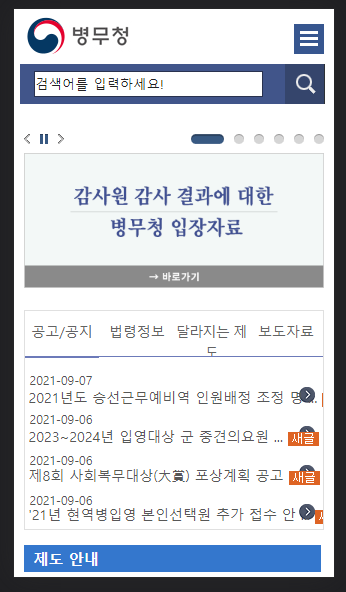 병무청
검색어를 입력하세요!
감사원 감사 결과에 대한
병무청 입장자료
→ 바로가기
공고/공지 법령정보 달라지는 제도 보도자료
2021-09-07
2021년도 승선근무예비역 인원배정 조정 명...
2021-09-06
2023~2024년 입영대상 군 중견의요원 ... 새글
2021-09-06
제8회 사회복무대상(大賞) 포상계획 공고 새글
2021-09-06
'21년 현역병입영 본인선택원 추가 접수 안
제도 안내